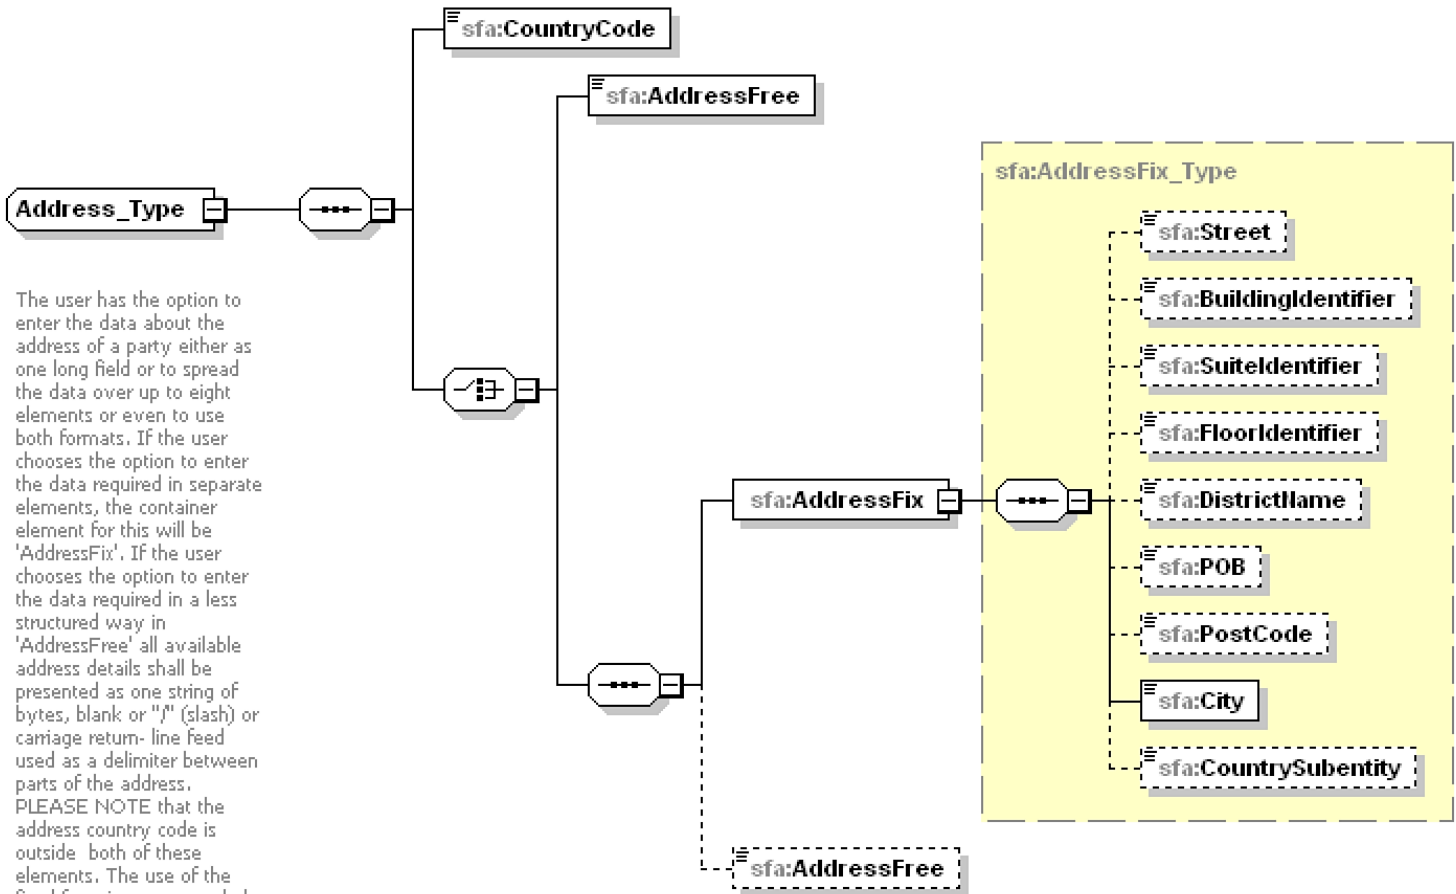 sfa:CountryCode
sfa:AddressFree
sfa:AddressFix_Type
Address_Type
sfa:Street
sfa:BuildingIdentifier
sfa:SuiteIdentifier
sfa:FloorIdentifier
sfa:DistrictName
sfa:AddressFix
sfa:POB
sfa:PostCode
sfa:City
sfa:CountrySubentity
sfa:AddressFree
The user has the option to
enter the data about the
address of a party either as
one long field or to spread
the data over up to eight
elements or even to use
both formats. If the user
chooses the option to enter
the data required in separate
elements, the container
element for this will be
'AddressFix'. If the user
chooses the option to enter
the data required in a less
structured way in
'AddressFree' all available
address details shall be
presented as one string of
bytes, blank or "/" (slash) or
carriage return- line feed
used as a delimiter between
parts of the address.
PLEASE NOTE that the
address country code is
outside  both of these
elements. The use of the